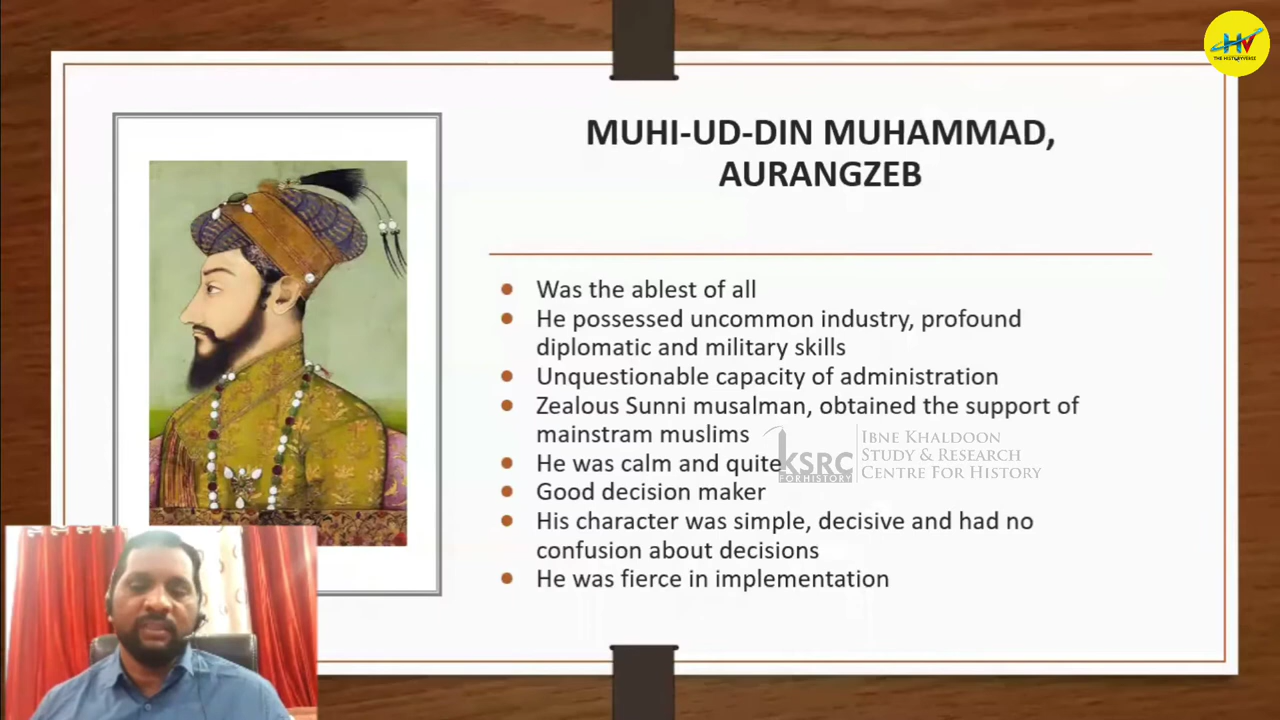 HV
THE HISTORYVERSE
MUHI-UD-DIN MUHAMMAD,
AURANGZEB
Was the ablest of all
He possessed uncommon industry, profound
diplomatic and military skills
Unquestionable capacity of administration
Zealous Sunni musalman, obtained the support of
mainstram muslims
He was calm and quite
Good decision maker
His character was simple, decisive and had no
confusion about decisions
He was fierce in implementation
KSRC
FOR HISTORY
IBNE KHALDOON
STUDY & RESEARCH
CENTRE FOR HISTORY